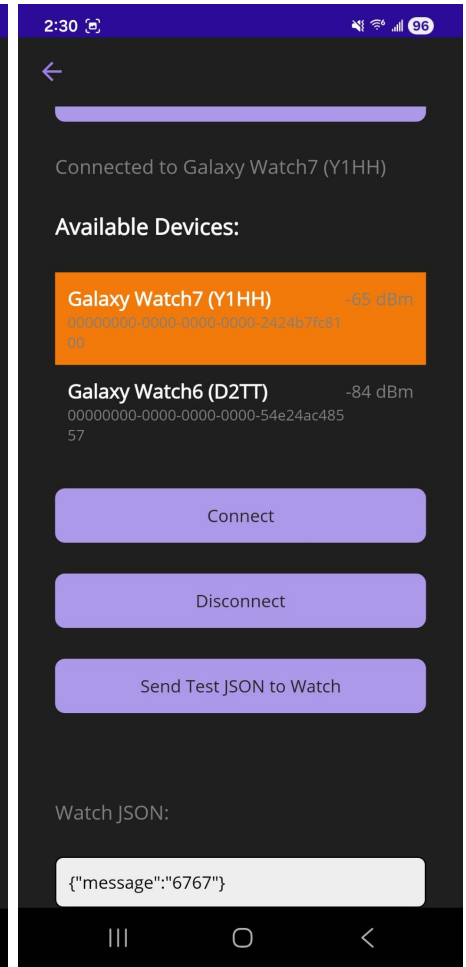 2:30
96
Connected to Galaxy Watch7 (Y1HH)
Available Devices:
Galaxy Watch7 (Y1HH) -65 dBm
00000000-0000-0000-0000-2424b7fc81
00
Galaxy Watch6 (D2TT) -84 dBm
00000000-0000-0000-0000-54e24ac485
57
Connect
Disconnect
Send Test JSON to Watch
Watch JSON:
{"message":"6767"}